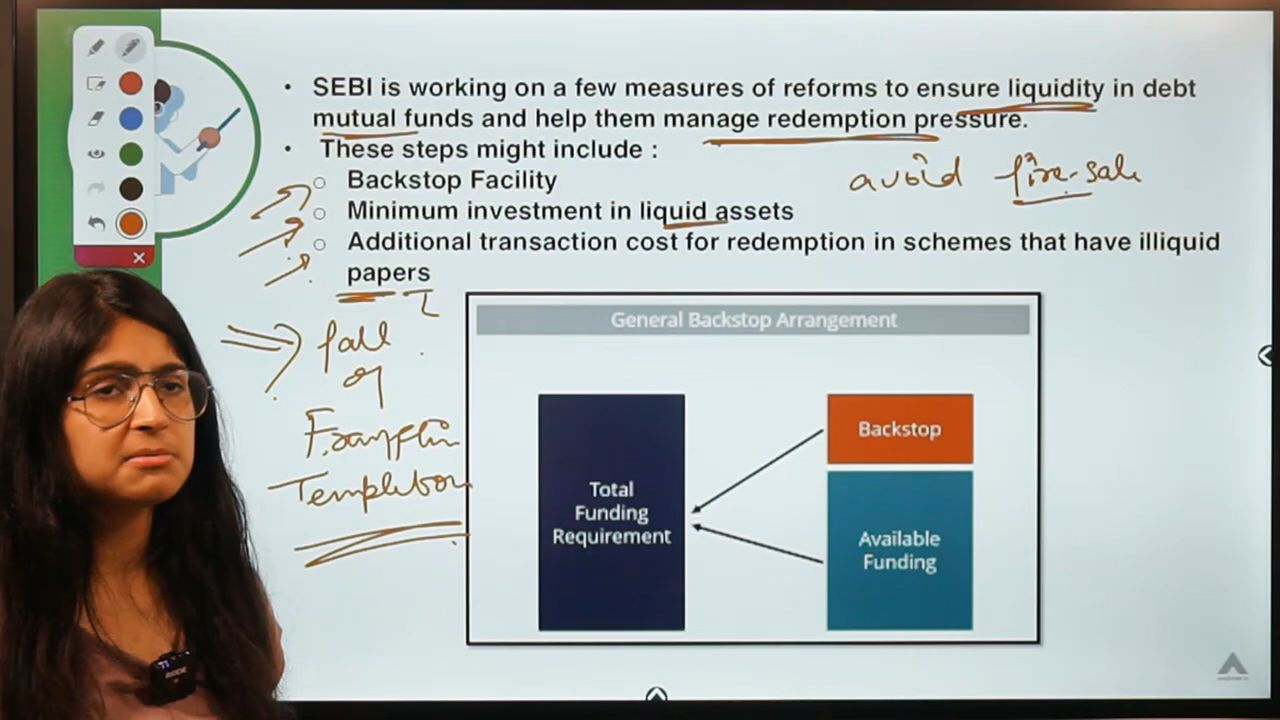 • SEBI is working on a few measures of reforms to ensure liquidity in debt
mutual funds and help them manage redemption pressure.
• These steps might include :
○ Backstop Facility
○ Minimum investment in liquid assets
○ Additional transaction cost for redemption in schemes that have illiquid
papers
avoid fire-sale
fall
of
Templeton
General Backstop Arrangement
Total
Funding
Requirement
Backstop
Available
Funding